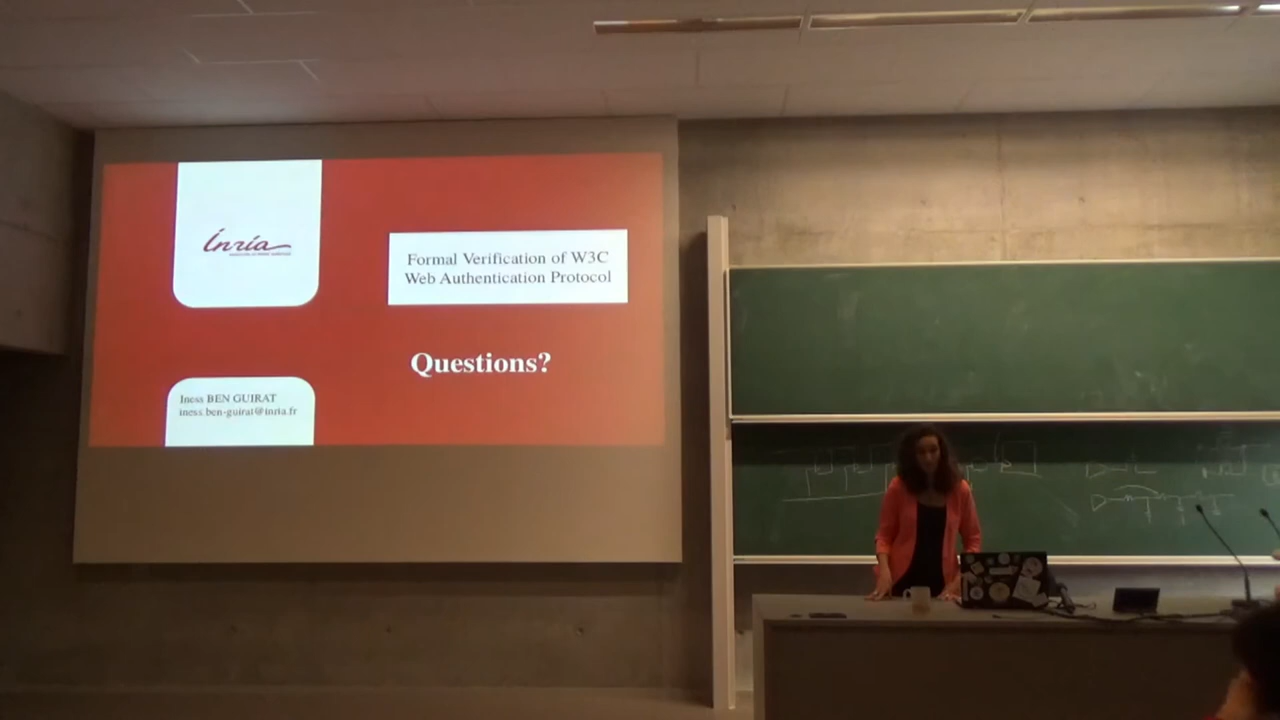 Inria
Formal Verification of W3C
Web Authentication Protocol
Questions?
Iness BEN GUIRAT
iness.ben-guirat@inria.fr